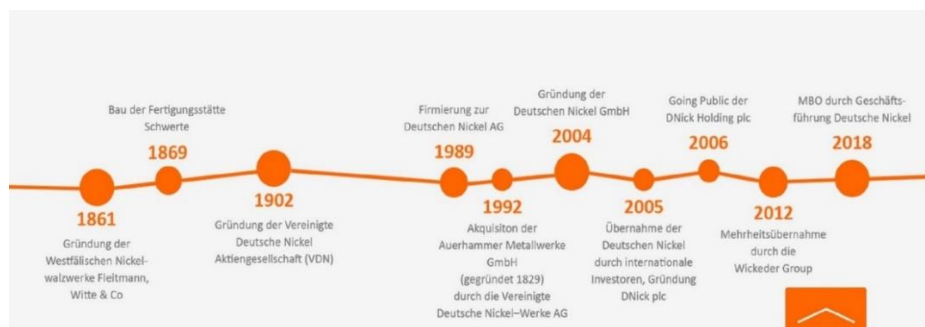 Bau der Fertigungsstätte
Schwerte
1869
1861
Gründung der
Westfälischen Nickel-
walzwerke Fleitmann,
Witte & Co
1902
Gründung der Vereinigte
Deutsche Nickel
Aktiengesellschaft (VDN)
Firmierung zur
Deutschen Nickel AG
1989
1992
Akquisiton der
Auerhammer Metallwerke
GmbH
(gegründet 1829)
durch die Vereinigte
Deutsche Nickel–Werke AG
Gründung der
Deutschen Nickel GmbH
2004
2005
Übernahme der
Deutschen Nickel
durch internationale
Investoren, Gründung
DNick plc
Going Public der
DNick Holding plc
2006
2012
Mehrheitsübernahme
durch die
Wickeder Group
MBO durch Geschäfts-
führung Deutsche Nickel
2018